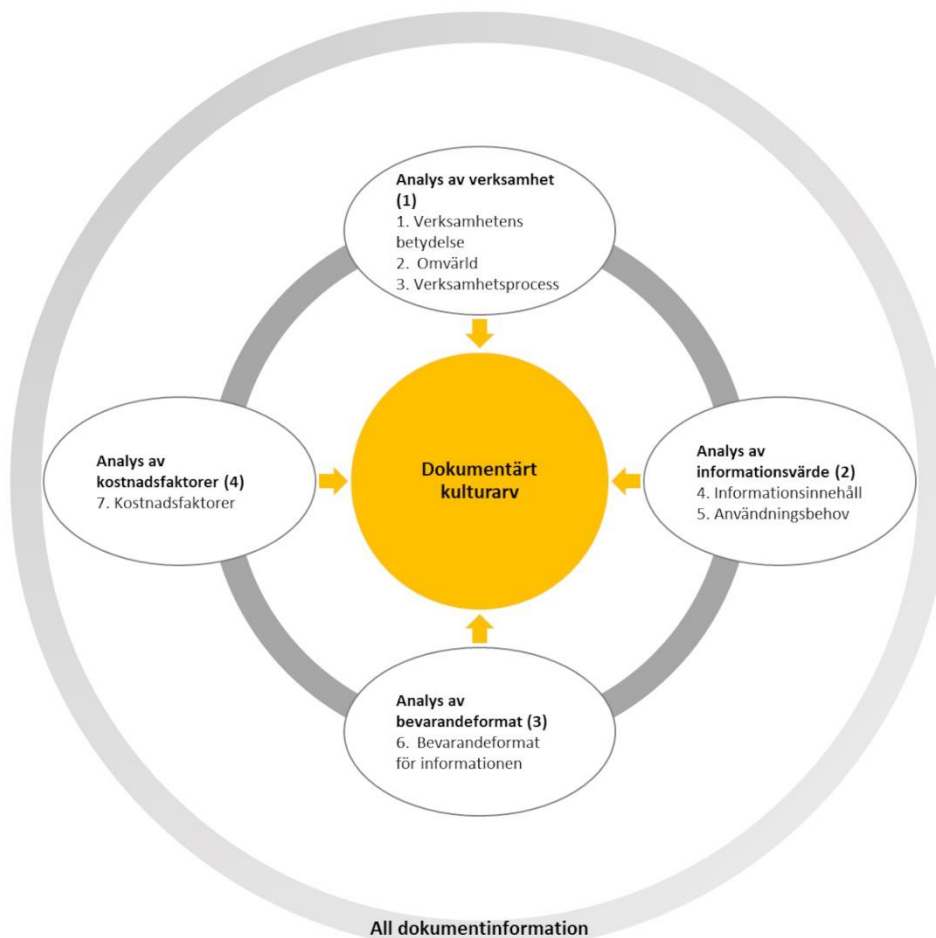 Analys av verksamhet
(1)
1. Verksamhetens
betydelse
2. Omvärld
3. Verksamhetsprocess
Analys av
kostnadsfaktorer (4)
7. Kostnadsfaktorer
Dokumentärt
kulturarv
Analys av
informationsvärde (2)
4. Informationsinnehåll
5. Användningsbehov
Analys av
bevarandeformat (3)
6. Bevarandeformat
för informationen
All dokumentinformation